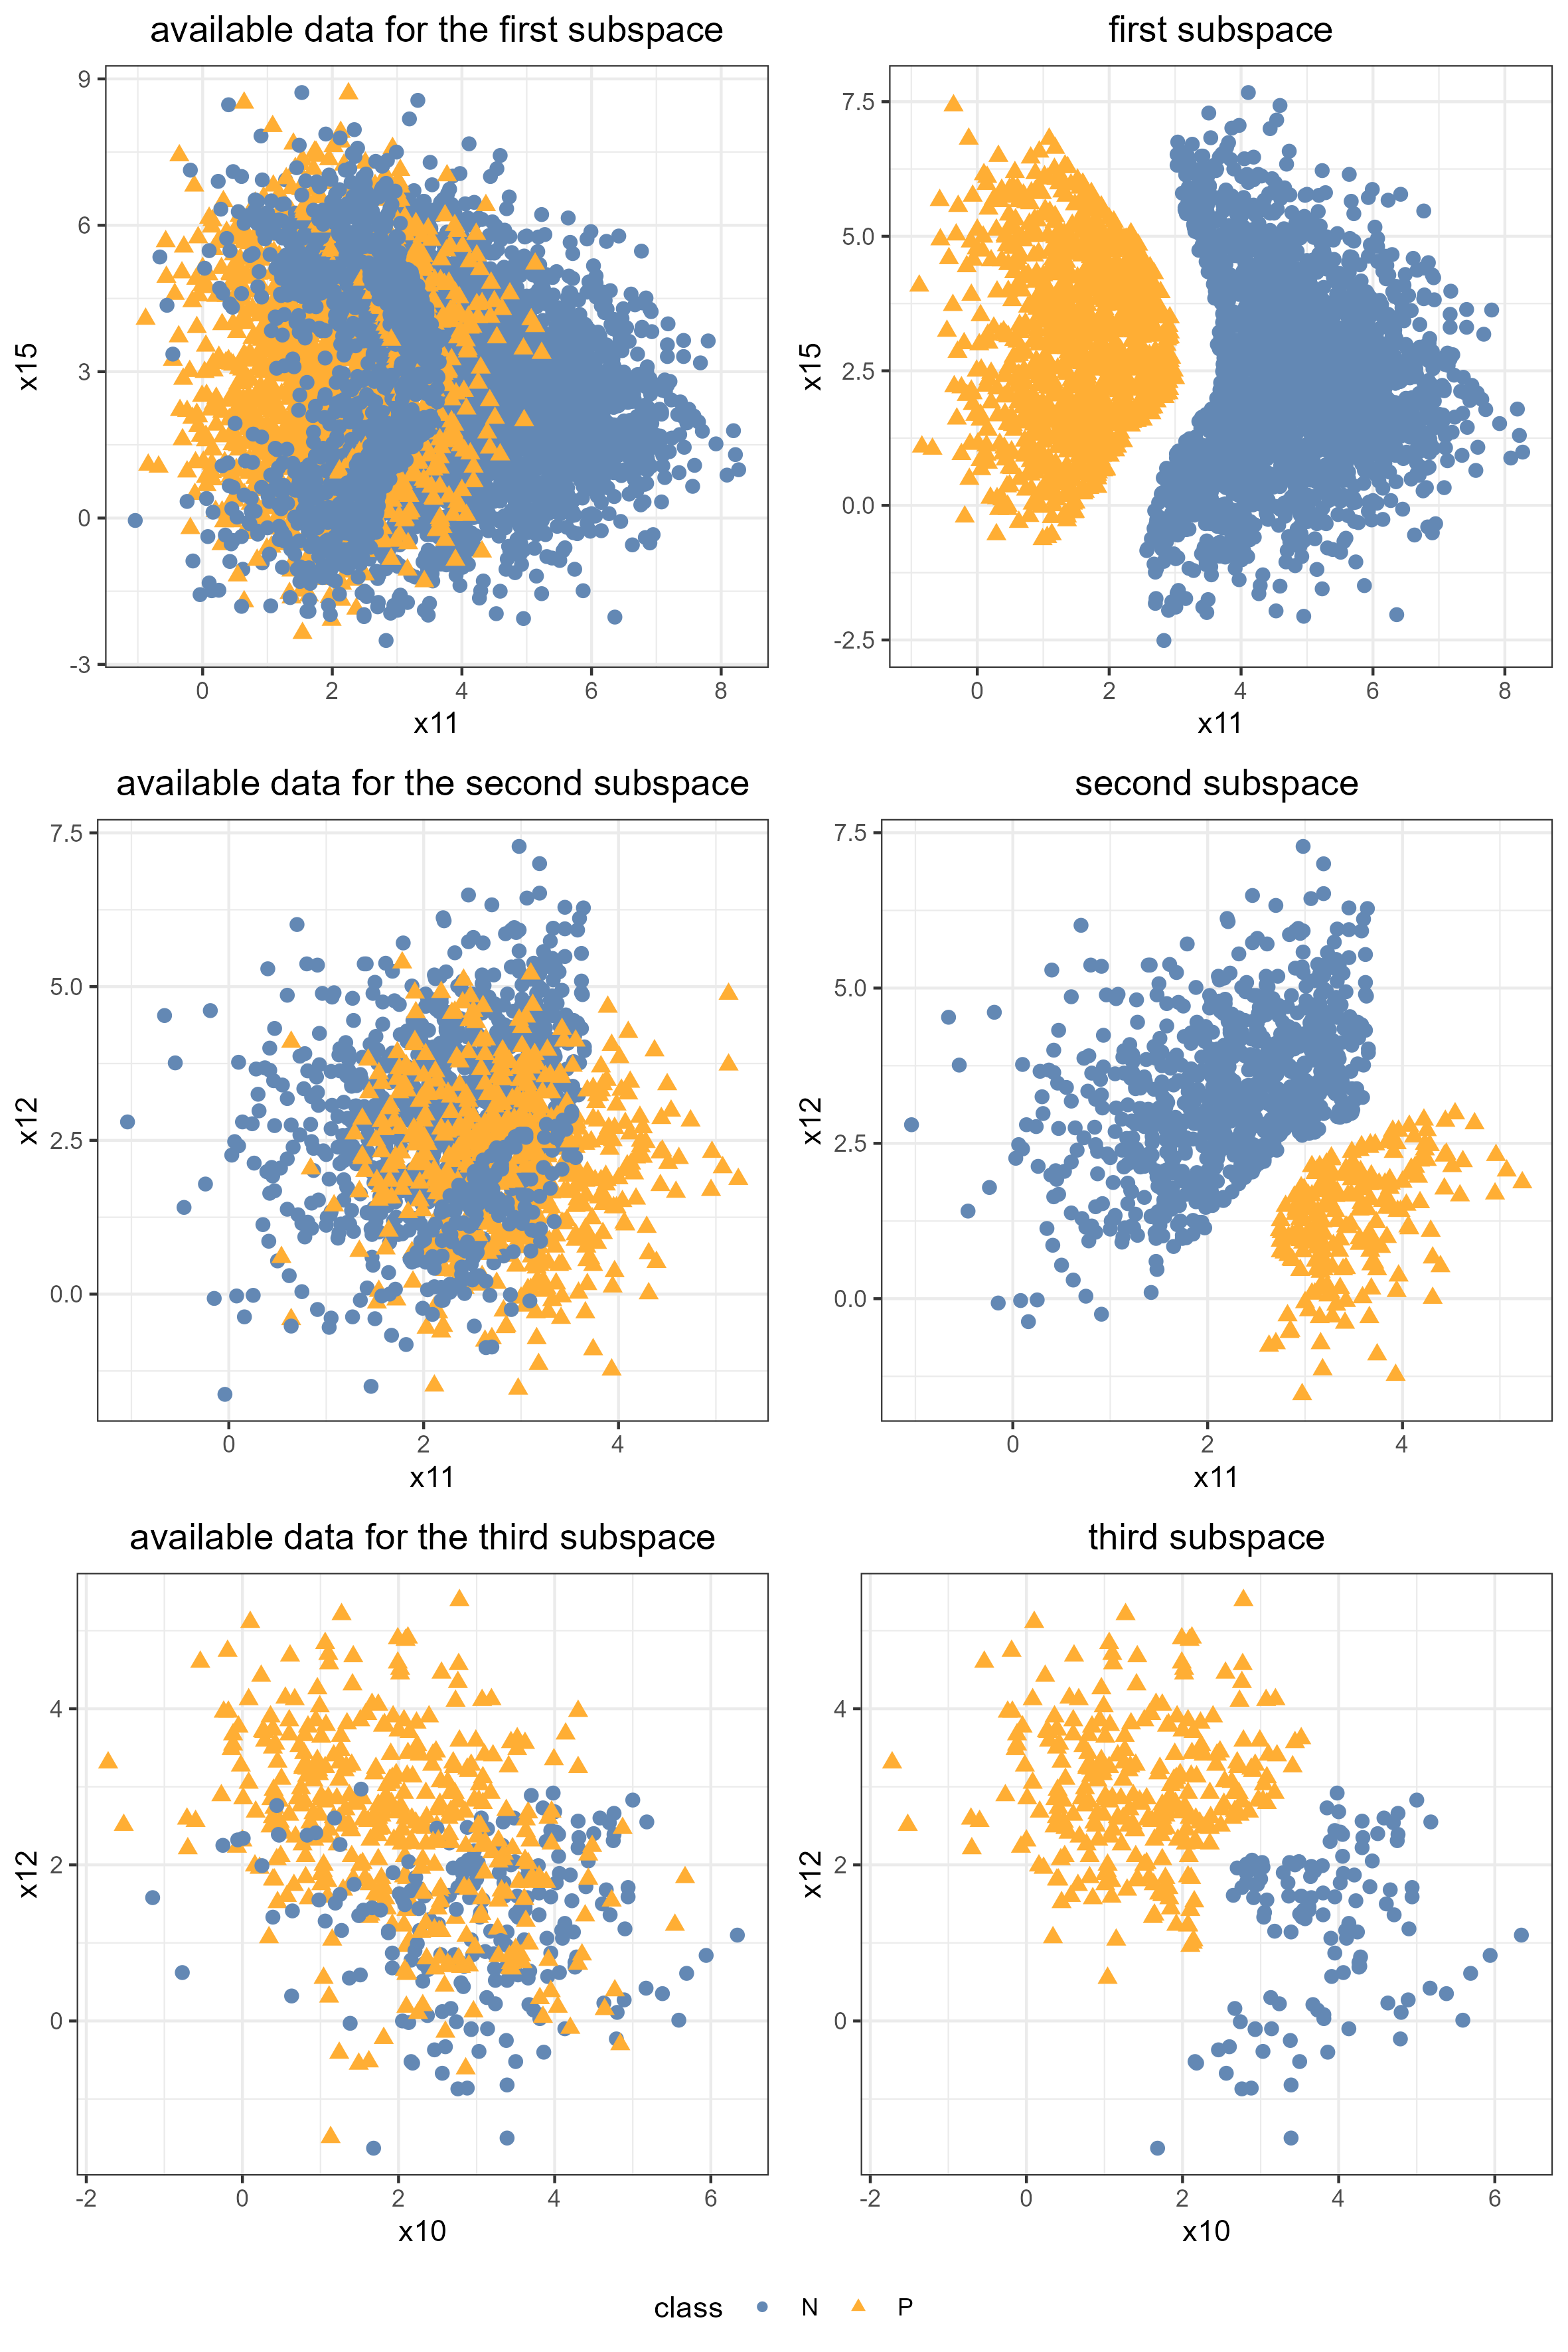 available data for the first subspace
first subspace
9
6
3
0
-3
x15
0 2 4 6 8
x11
7.5
5.0
2.5
0.0
-2.5
x15
0 2 4 6 8
x11
available data for the second subspace
second subspace
7.5
5.0
2.5
0.0
x12
0 2 4
x11
7.5
5.0
2.5
0.0
x12
0 2 4
x11
available data for the third subspace
third subspace
4
2
0
x12
-2 0 2 4 6
x10
4
2
0
x12
-2 0 2 4 6
x10
class N P